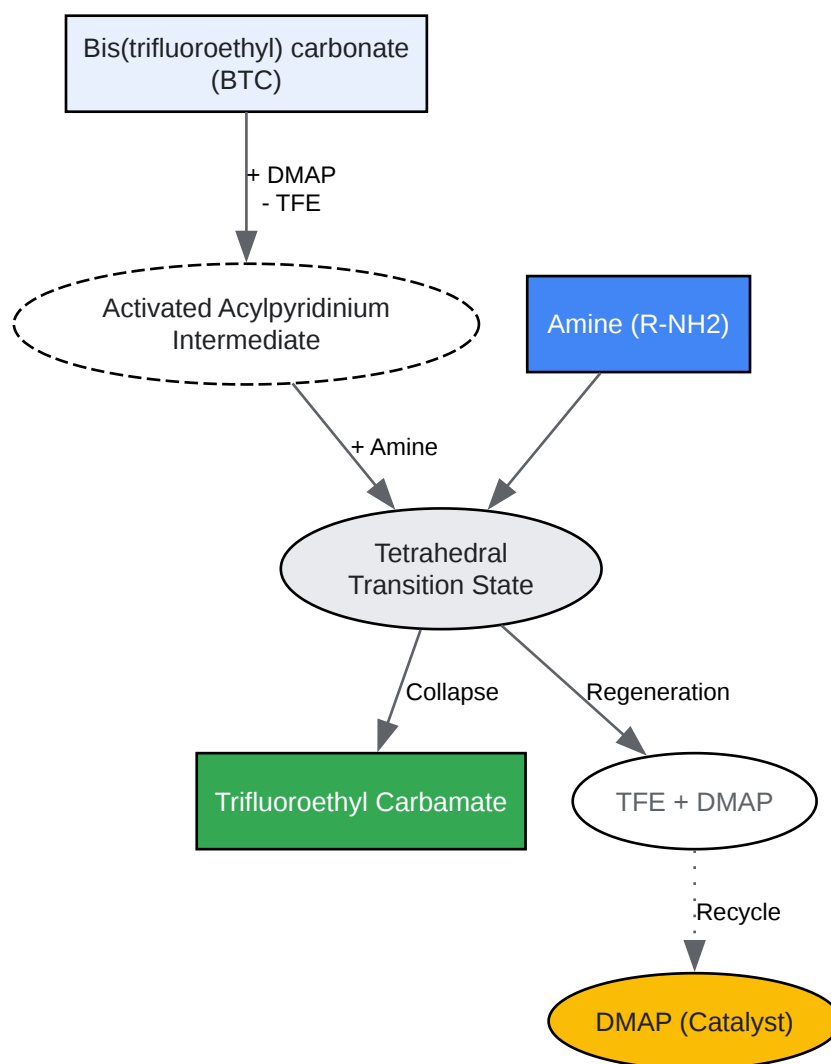 Bis(trifluoroethyl) carbonate
(BTC)
+ DMAP
- TFE
Activated Acylpyridinium
Intermediate
Amine (R-NH2)
+ Amine
Tetrahedral
Transition State
Collapse
Regeneration
Trifluoroethyl Carbamate
TFE + DMAP
Recycle
DMAP (Catalyst)